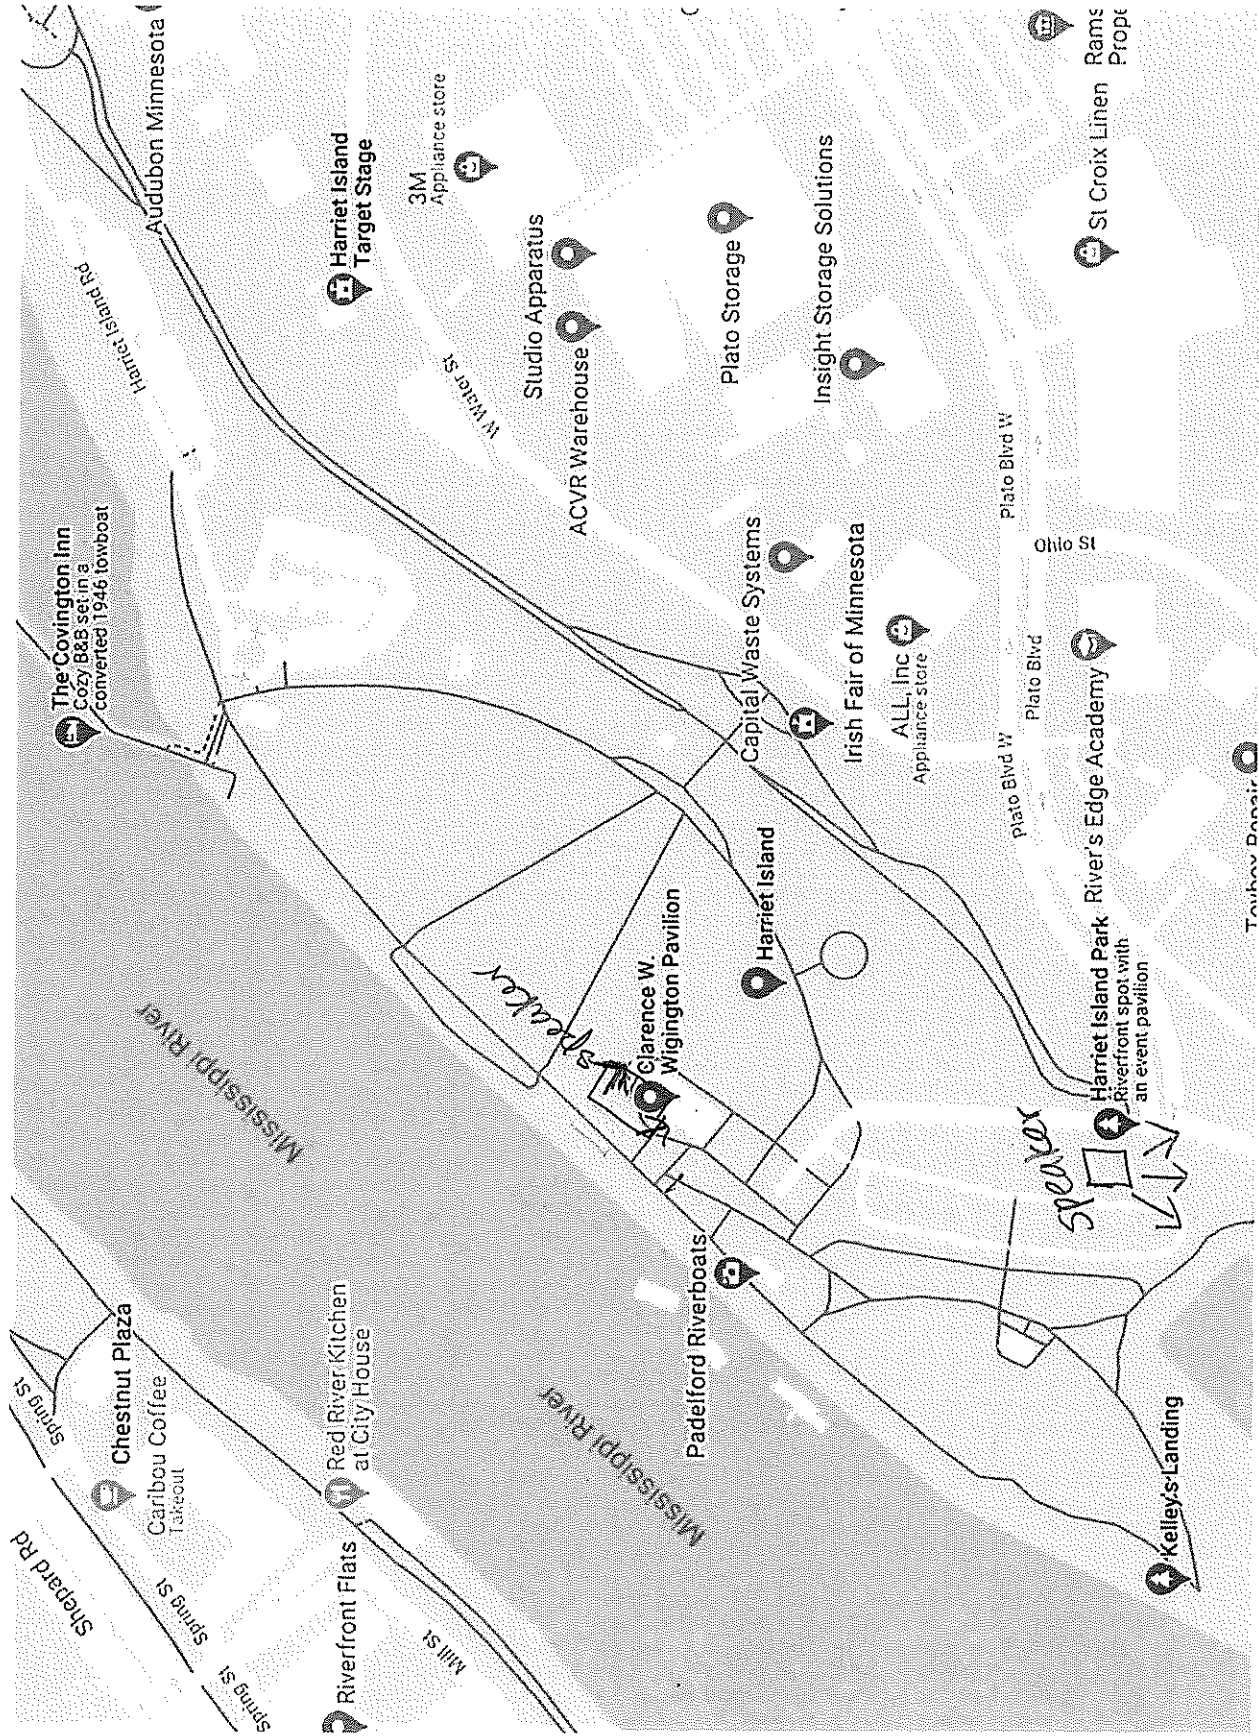 Shepard Rd
Spring St
Spring St
Spring St
Chestnut Plaza
Caribou Coffee
Takeout
Riverfront Flats
Red River Kitchen
at City House
Mill St
Mississippi River
Mississippi River
The Covington Inn
Cozy B&B set in a
converted 1946 towboat
Harriet Island Rd
Audubon Minnesota
Harriet Island
Target Stage
3M
Appliance store
W Water St
Studio Apparatus
ACVR Warehouse
Plato Storage
Insight Storage Solutions
speaker
Clarence W.
Wigington Pavilion
Padelford Riverboats
Harriet Island
Capital Waste Systems
Irish Fair of Minnesota
ALL, Inc
Appliance store
Plato Blvd W
Plato Blvd
Plato Blvd W
Ohio St
St Croix Linen
Rams
Prope
Speaker
Harriet Island Park
Riverfront spot with
an event pavilion
River's Edge Academy
Kelley's Landing